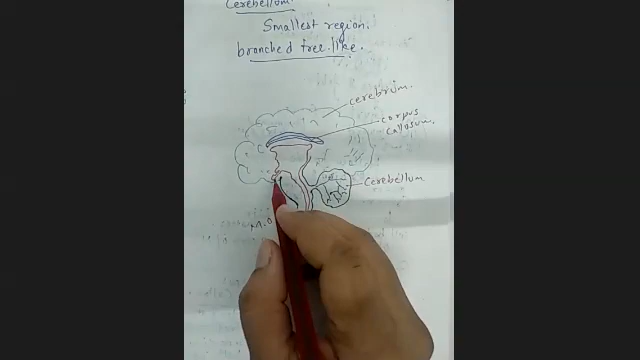 Cerebellum.
Smallest region.
branched tree like.
cerebrum.
corpus
callosum.
Cerebellum
M.O